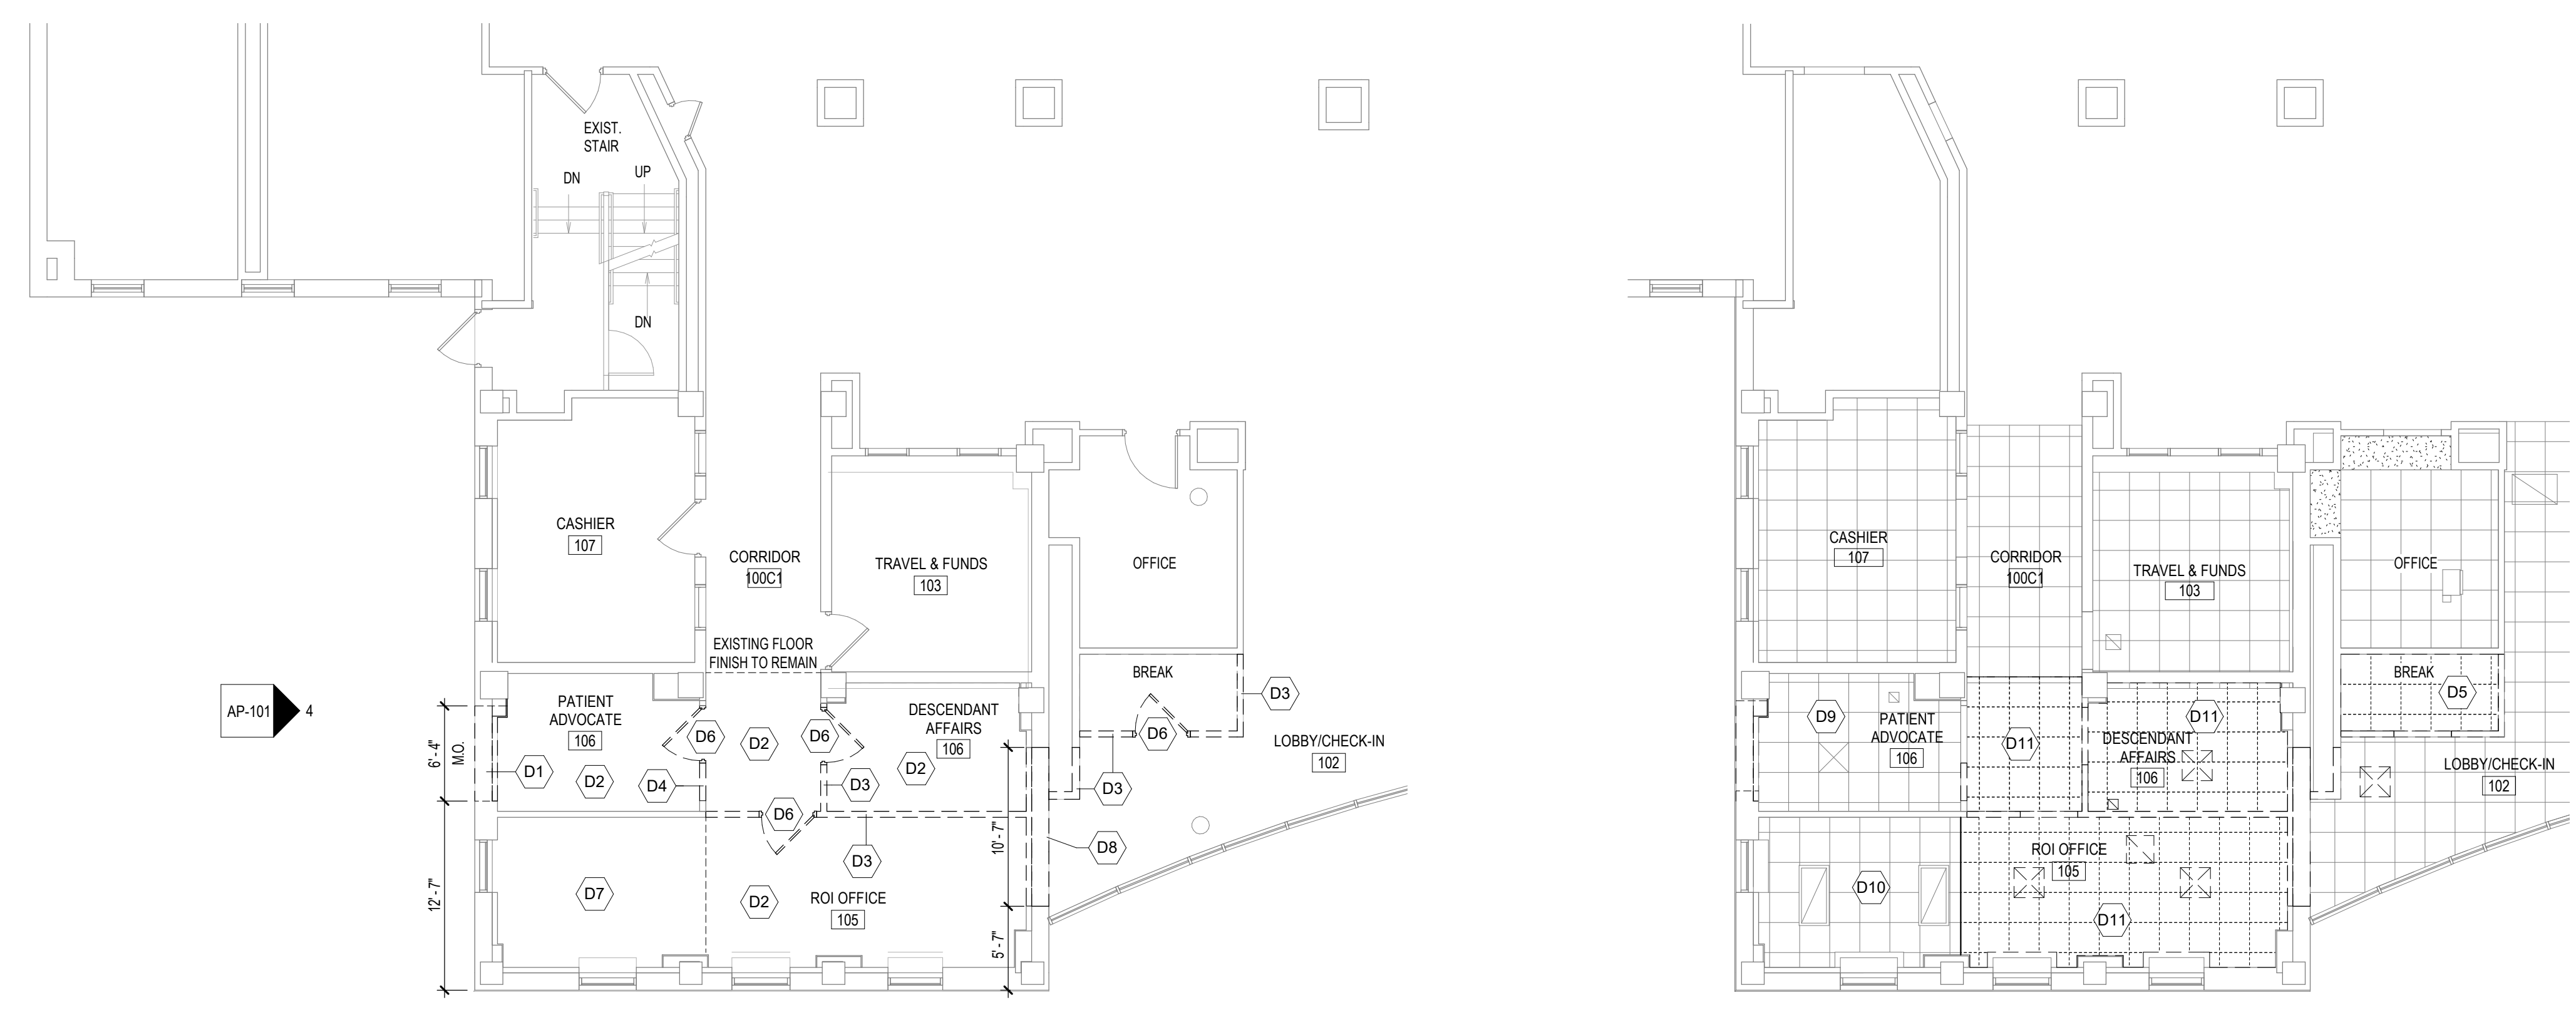 EXIST.
STAIR
DN
UP
DN
CASHIER
107
CORRIDOR
100C1
TRAVEL & FUNDS
103
OFFICE
EXISTING FLOOR
FINISH TO REMAIN
BREAK
D3
D6
AP-101
4
PATIENT
ADVOCATE
106
D6
D2
D6
DESCENDANT
AFFAIRS
106
LOBBY/CHECK-IN
102
6' - 4"
M.O.
D1
D2
D4
D3
D2
D3
D6
D3
D8
10' - 7"
12' - 7"
D7
D2
ROI OFFICE
105
5' - 7"
CASHIER
107
CORRIDOR
100C1
TRAVEL & FUNDS
103
OFFICE
BREAK
D5
D9
PATIENT
ADVOCATE
106
D11
D11
DESCENDANT
AFFAIRS
106
LOBBY/CHECK-IN
102
ROI OFFICE
105
D10
D11